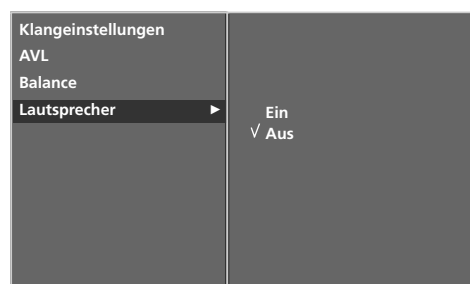 Klangeinstellungen
AVL
Balance
Lautsprecher ►
Ein
√ Aus